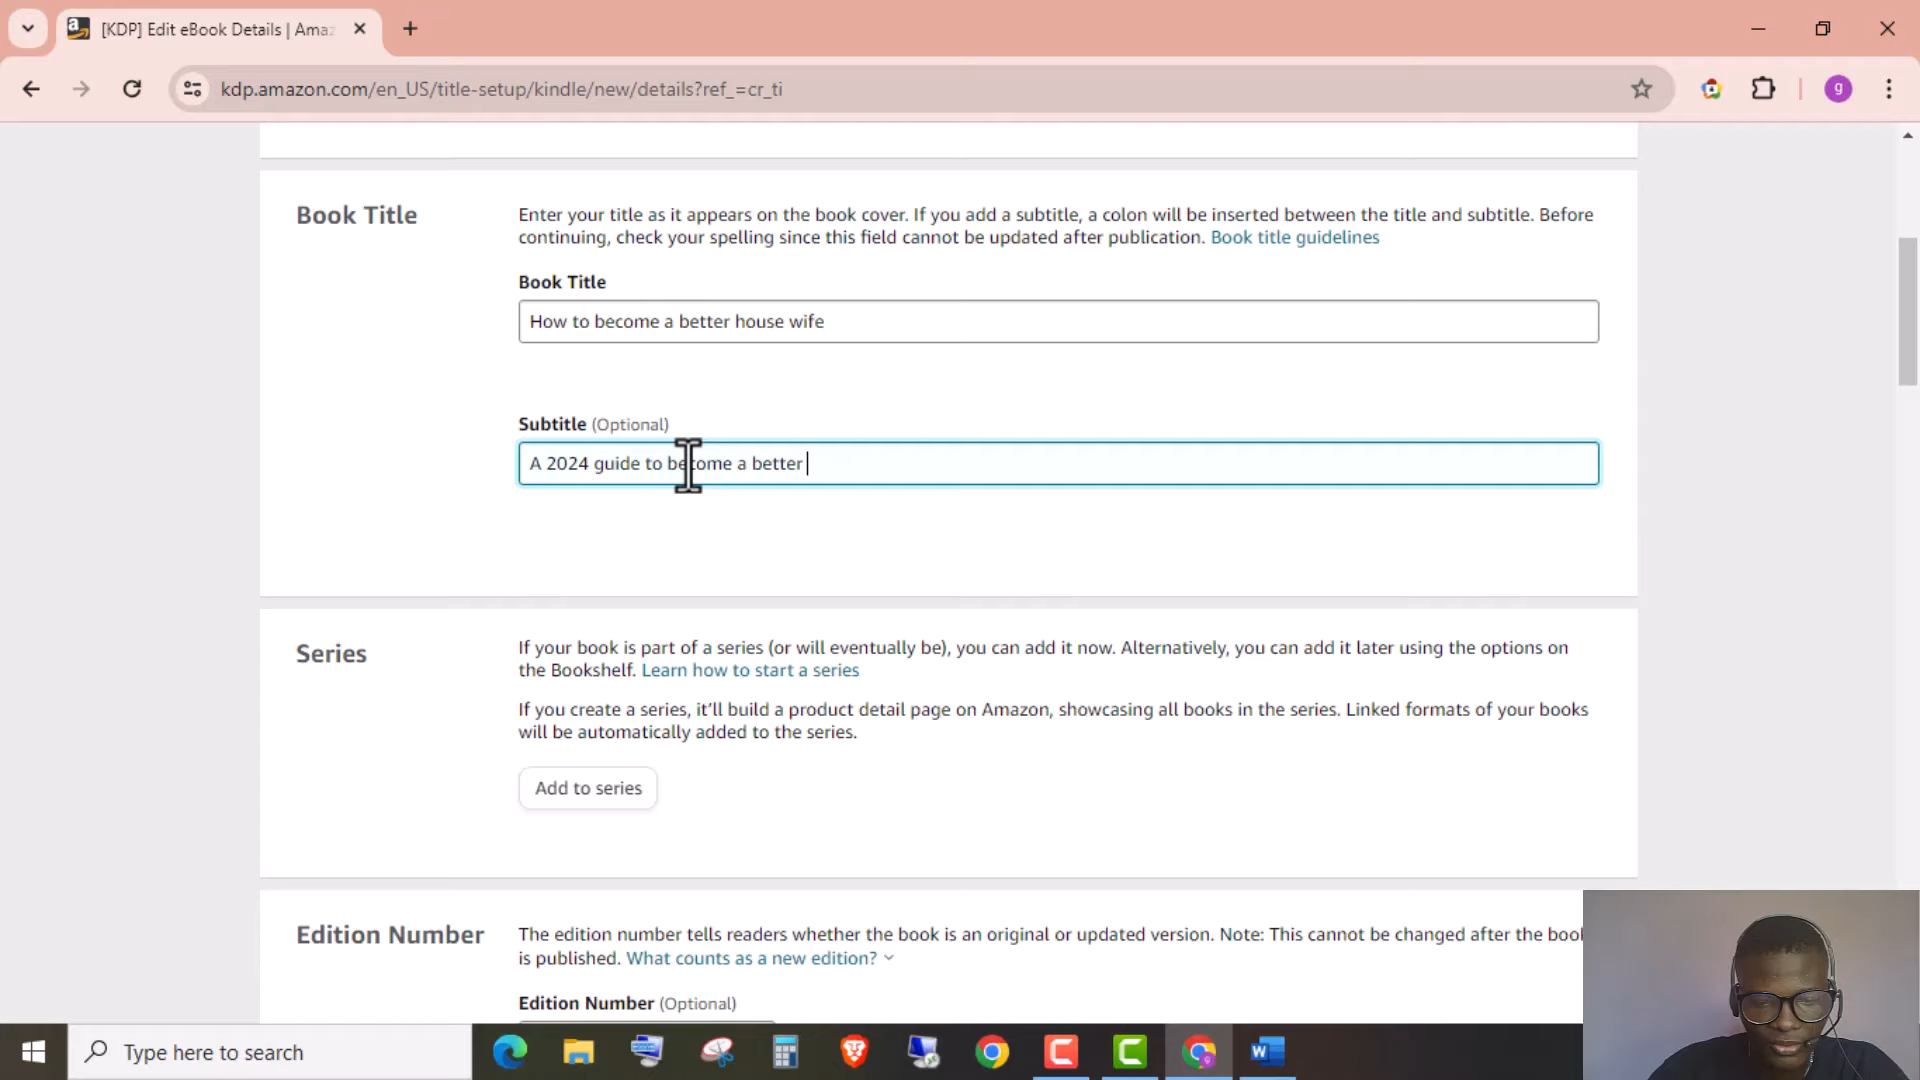 [KDP] Edit eBook Details | Ama
kdp.amazon.com/en_US/title-setup/kindle/new/details?ref_=cr_ti
g
Book Title
Enter your title as it appears on the book cover. If you add a subtitle, a colon will be inserted between the title and subtitle. Before
continuing, check your spelling since this field cannot be updated after publication. Book title guidelines
Book Title
How to become a better house wife
Subtitle (Optional)
A 2024 guide to become a better
Series
If your book is part of a series (or will eventually be), you can add it now. Alternatively, you can add it later using the options on
the Bookshelf. Learn how to start a series
If you create a series, it’ll build a product detail page on Amazon, showcasing all books in the series. Linked formats of your books
will be automatically added to the series.
Add to series
Edition Number
The edition number tells readers whether the book is an original or updated version. Note: This cannot be changed after the book
is published. What counts as a new edition?
Edition Number (Optional)
Type here to search